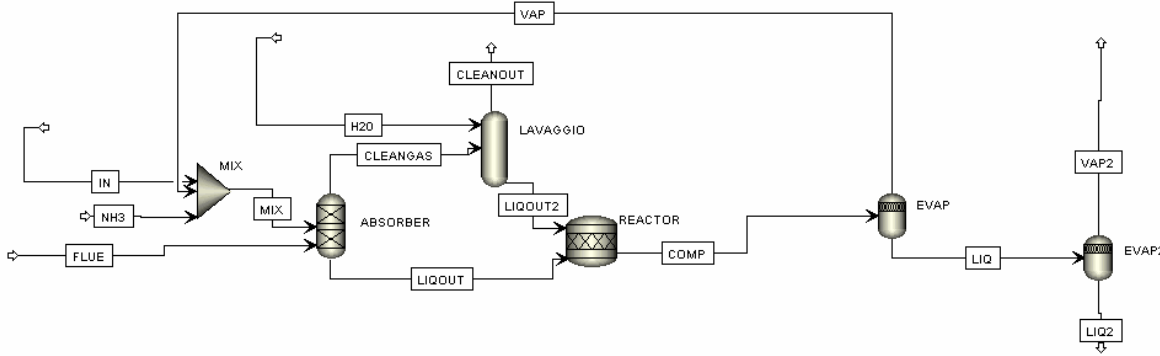 VAP
CLEANOUT
H20
LAVAGGIO
CLEANGAS
MIX
VAP2
IN
LIQOUT2
EVAP
MIX
NH3
ABSORBER
REACTOR
FLUE
COMP
LIQ
EVAP2
LIQOUT
LIQ2